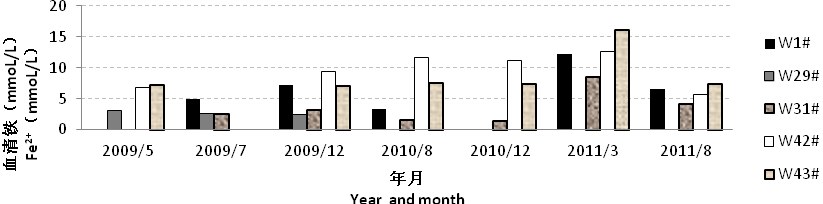 20
15
10
5
0
血清铁（mmoL/L）
Fe2+（mmoL/L）
2009/5 2009/7 2009/12 2010/8 2010/12 2011/3 2011/8
年月
Year and month
W1#
W29#
W31#
W42#
W43#